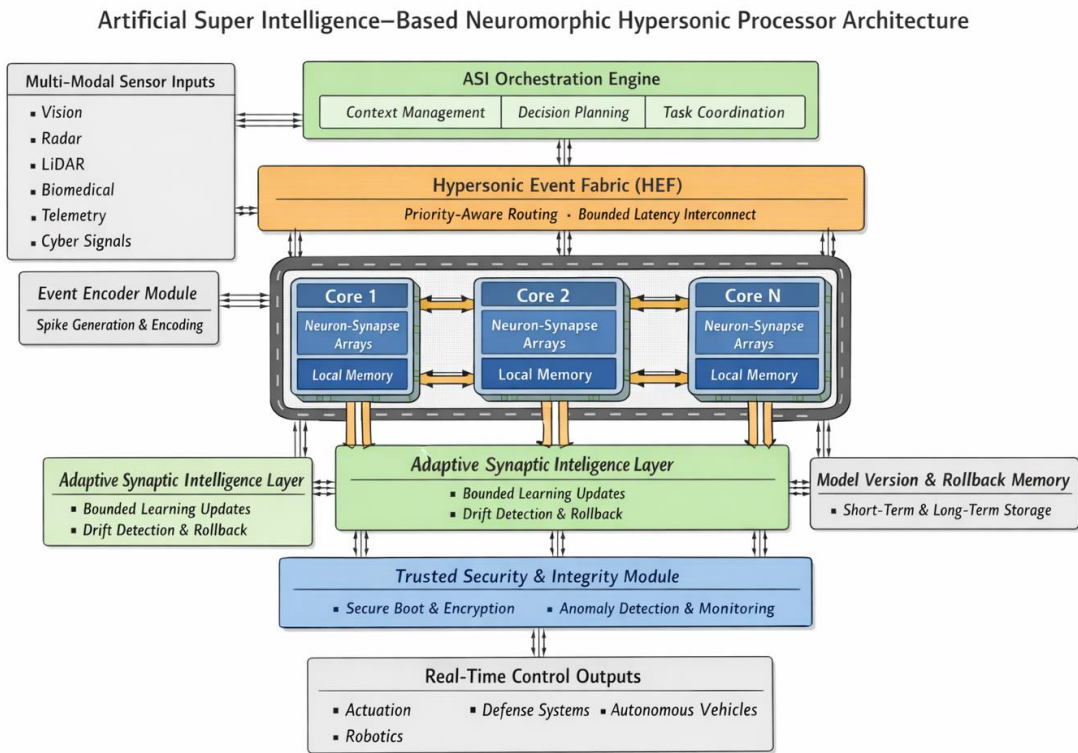 Artificial Super Intelligence–Based Neuromorphic Hypersonic Processor Architecture
Multi-Modal Sensor Inputs
▪ Vision
▪ Radar
▪ LiDAR
▪ Biomedical
▪ Telemetry
▪ Cyber Signals
ASI Orchestration Engine
Context Management
Decision Planning
Task Coordination
Hypersonic Event Fabric (HEF)
Priority-Aware Routing · Bounded Latency Interconnect
Event Encoder Module
Spike Generation & Encoding
Core 1
Neuron-Synapse
Arrays
Local Memory
Core 2
Neuron-Synapse
Arrays
Local Memory
Core N
Neuron-Synapse
Arrays
Local Memory
Adaptive Synaptic Intelligence Layer
▪ Bounded Learning Updates
▪ Drift Detection & Rollback
Adaptive Synaptic Inteligence Layer
▪ Bounded Learning Updates
▪ Drift Detection & Rollback
Model Version & Rollback Memory
▪ Short-Term & Long-Term Storage
Trusted Security & Integrity Module
▪ Secure Boot & Encryption ▪ Anomaly Detection & Monitoring
Real-Time Control Outputs
▪ Actuation ▪ Defense Systems ▪ Autonomous Vehicles
▪ Robotics